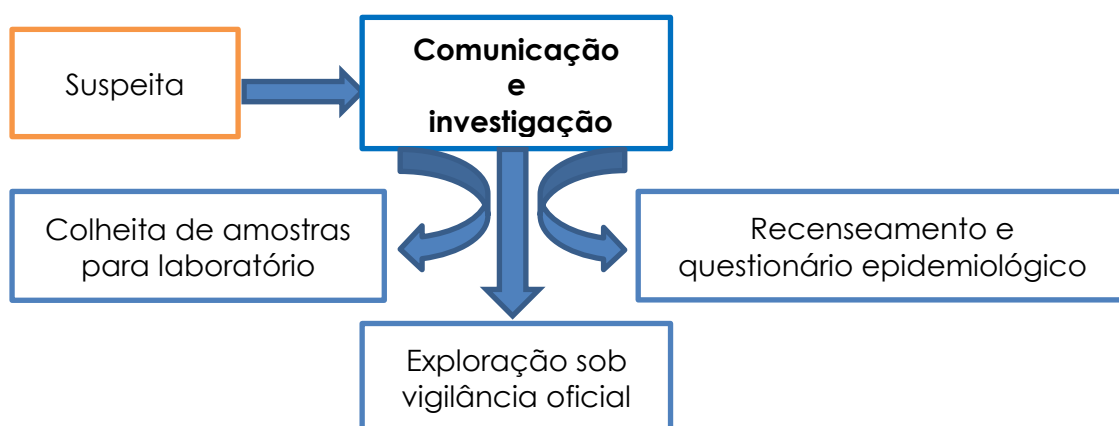 Suspeita
Comunicação
e
investigação
Colheita de amostras
para laboratório
Recenseamento e
questionário epidemiológico
Exploração sob
vigilância oficial